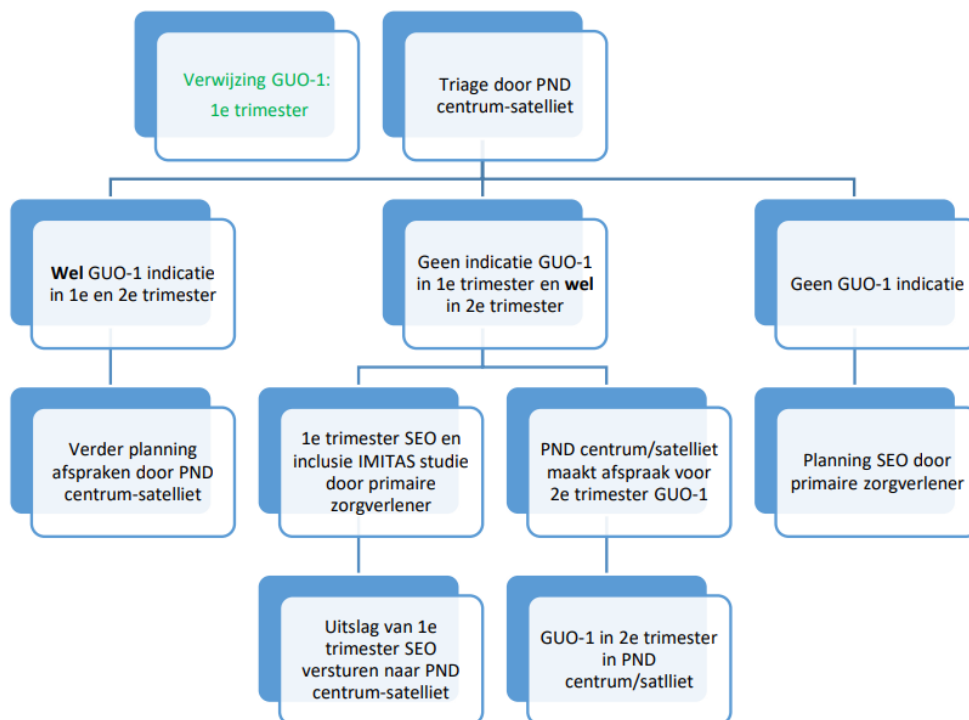 Verwijzing GUO-1:
1e trimester
Triage door PND
centrum-satelliet
Wel GUO-1 indicatie
in 1e en 2e trimester
Geen indicatie GUO-1
in 1e trimester en wel
in 2e trimester
Geen GUO-1 indicatie
Verder planning
afspraken door PND
centrum-satelliet
1e trimester SEO en
inclusie IMITAS studie
door primaire
zorgverlener
PND centrum/satelliet
maakt afspraak voor
2e trimester GUO-1
Planning SEO door
primaire zorgverlener
Uitslag van 1e
trimester SEO
versturen naar PND
centrum-satelliet
GUO-1 in 2e trimester
in PND
centrum/satlliet